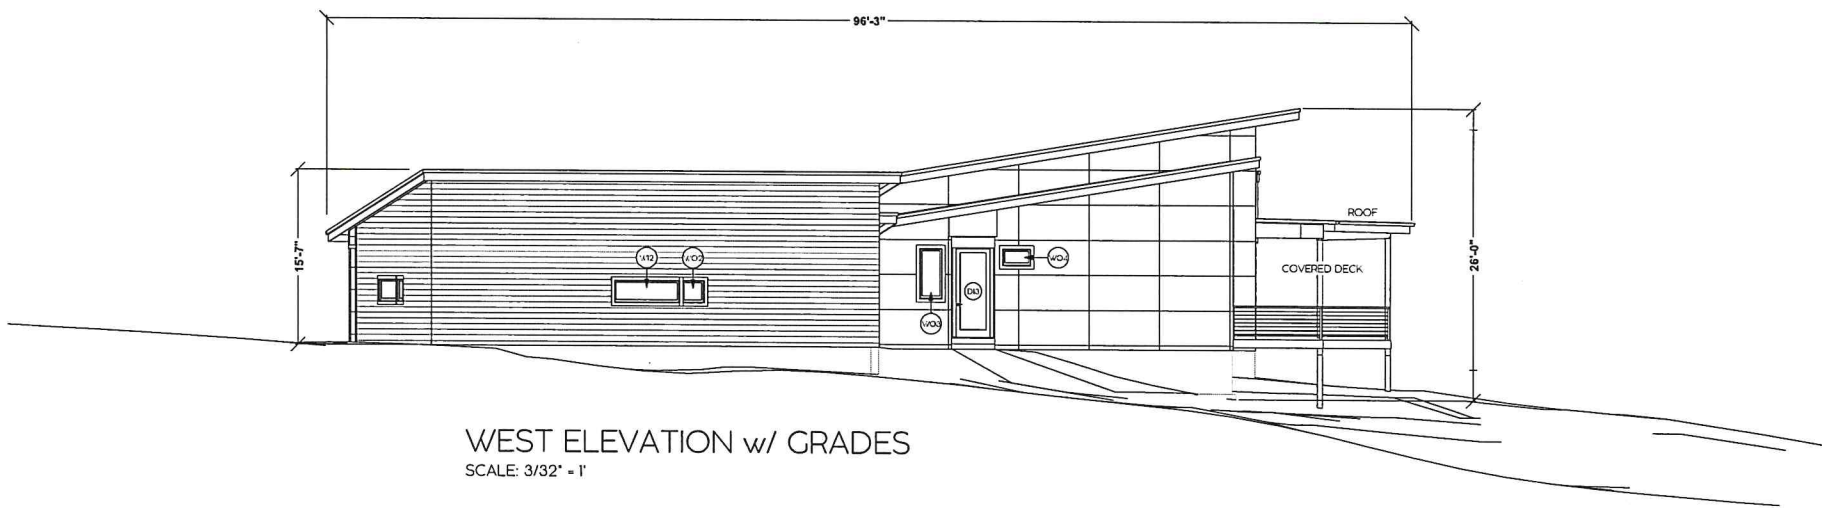 96'-3"
ROOF
15'-7"
W12
W02
W04
26'-0"
COVERED DECK
D13
W03
WEST ELEVATION w/ GRADES
SCALE: 3/32" = 1'